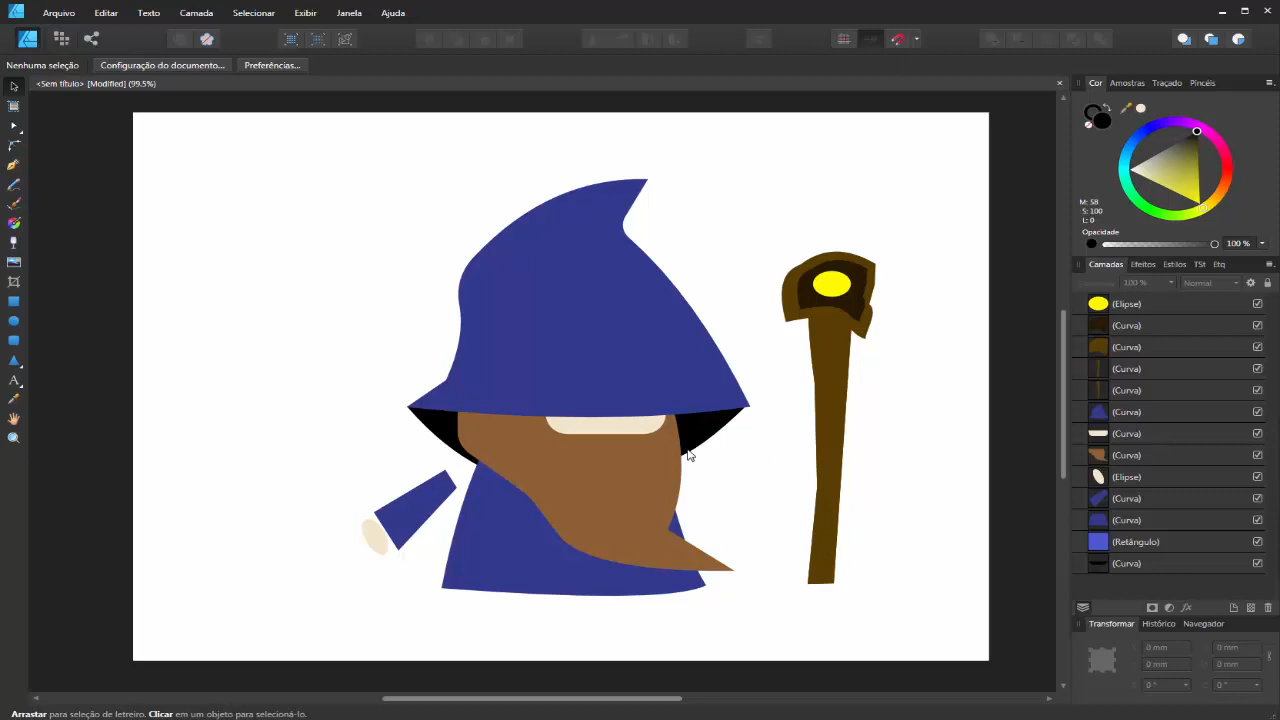 Arquivo Editar Texto Camada Selecionar Exibir Janela Ajuda
Nenhuma seleção Configuração do documento... Preferências...
<Sem título> [Modified] (99.5%)
Cor Amostras Traçado Pincéis
M: 58
S: 100
L: 0
Opacidade
100 %
Camadas Efeitos Estilos TSt Etq
100 % Normal
(Elipse)
(Curva)
(Curva)
(Curva)
(Curva)
(Curva)
(Curva)
(Curva)
(Elipse)
(Curva)
(Curva)
(Retângulo)
(Curva)
Transformar Histórico Navegador
0 mm 0 mm
0 mm 0 mm
0 ° 0 °
Arrastar para seleção de letreiro. Clicar em um objeto para selecioná-lo.